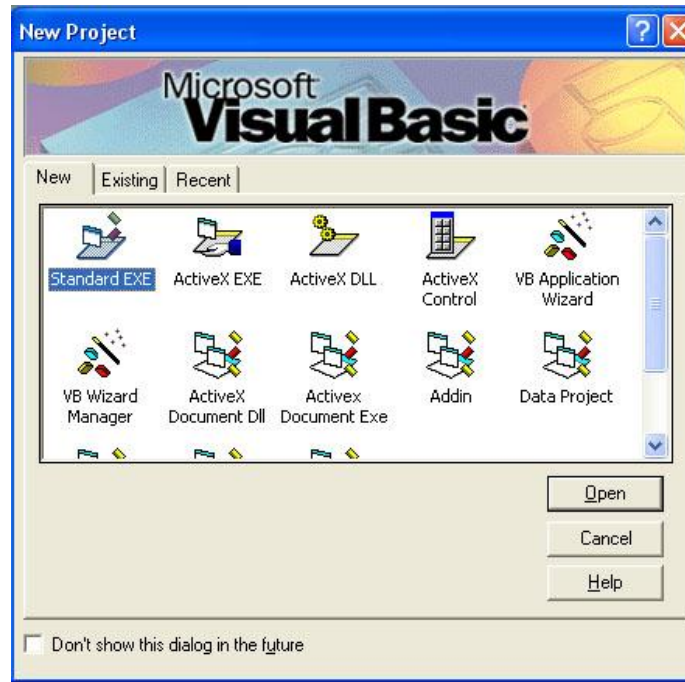 New Project
Microsoft
Visual Basic
New Existing Recent
Standard EXE ActiveX EXE ActiveX DLL ActiveX Control VB Application Wizard
VB Wizard Manager ActiveX Document Dll Activex Document Exe Addin Data Project
Open
Cancel
Help
Don't show this dialog in the future